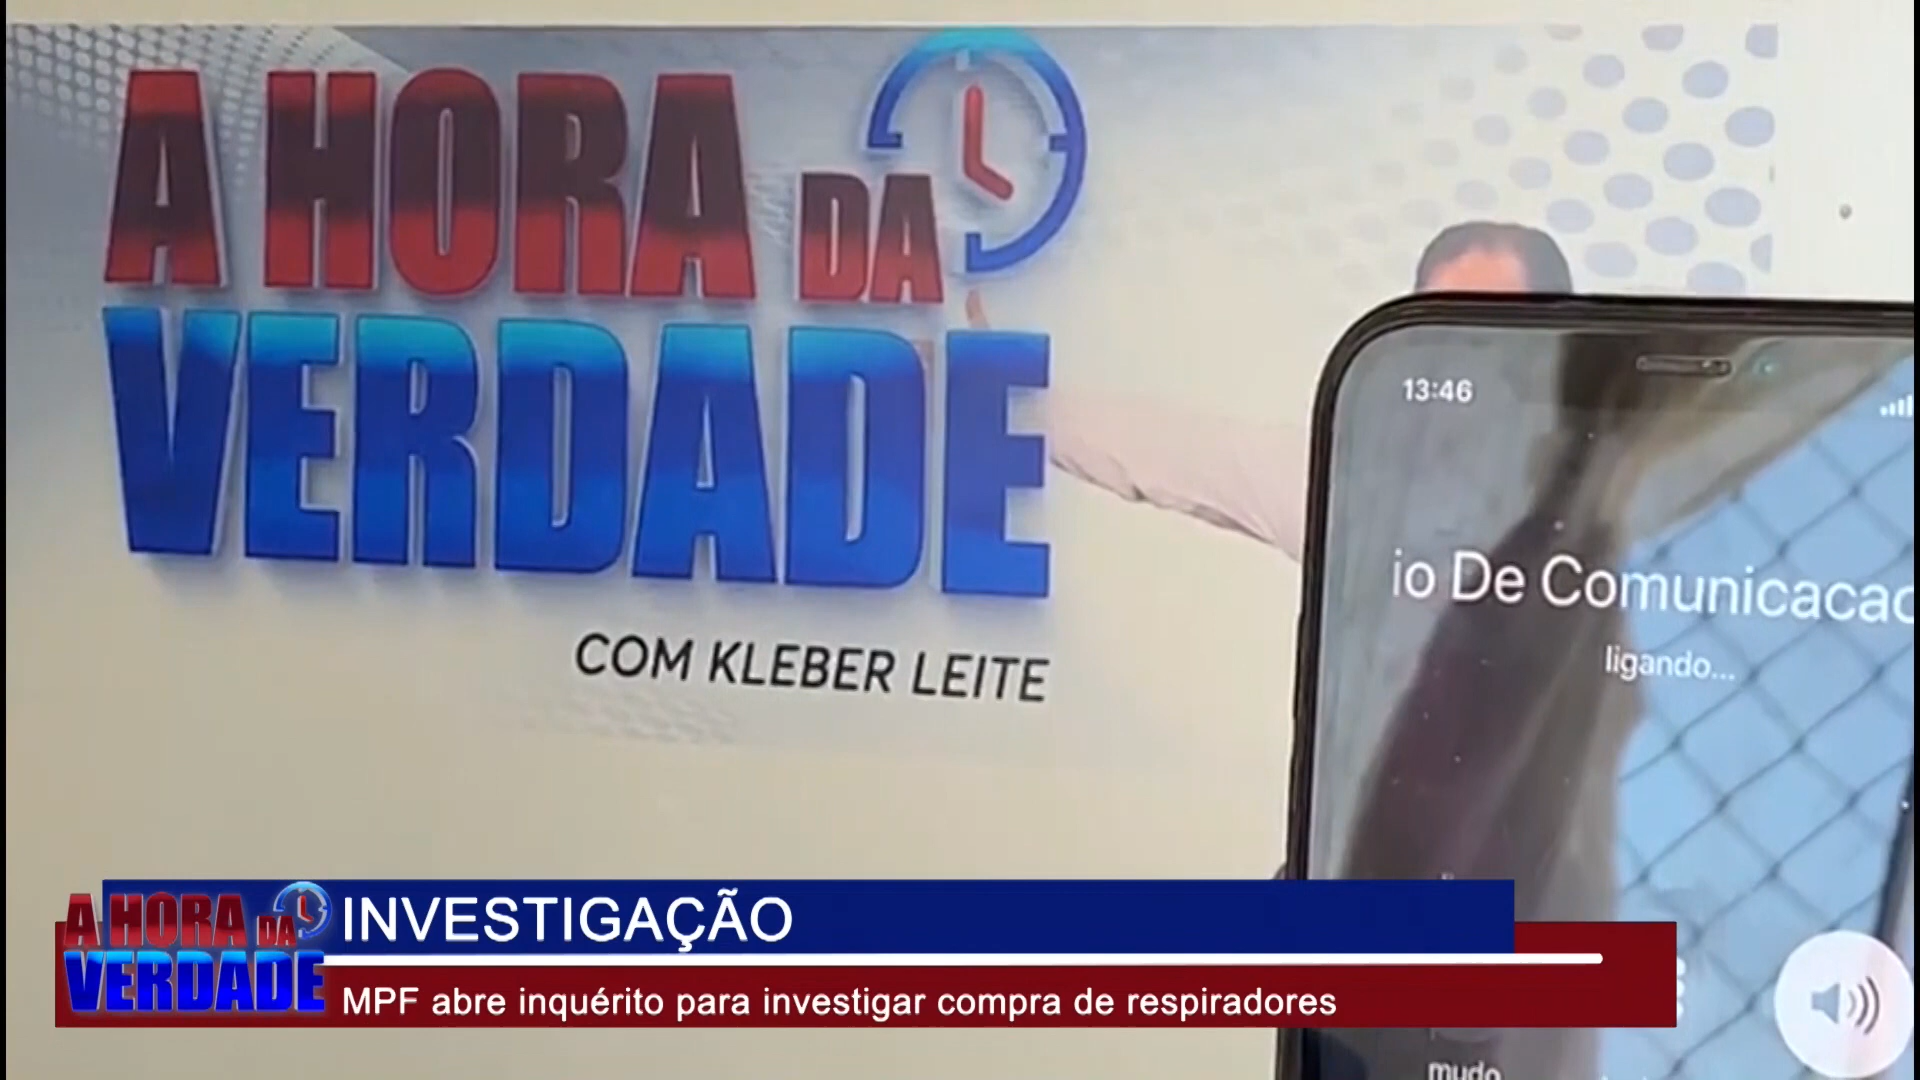 A HORA DA
VERDADE
COM KLEBER LEITE
13:46
io De Comunicacao
ligando...
mudo
A HORA DA
VERDADE
INVESTIGAÇÃO
MPF abre inquérito para investigar compra de respiradores